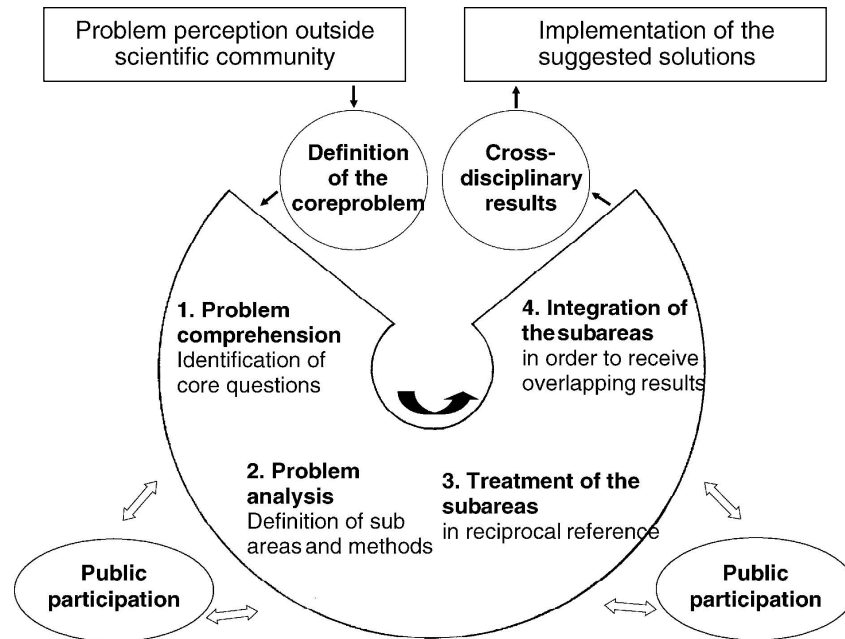 Problem perception outside
scientific community
Implementation of the
suggested solutions
Definition
of the
coreproblem
Cross-
disciplinary
results
1. Problem
comprehension
Identification of
core questions
2. Problem
analysis
Definition of sub
areas and methods
3. Treatment of the
subareas
in reciprocal reference
4. Integration of
the subareas
in order to receive
overlapping results
Public
participation
Public
participation